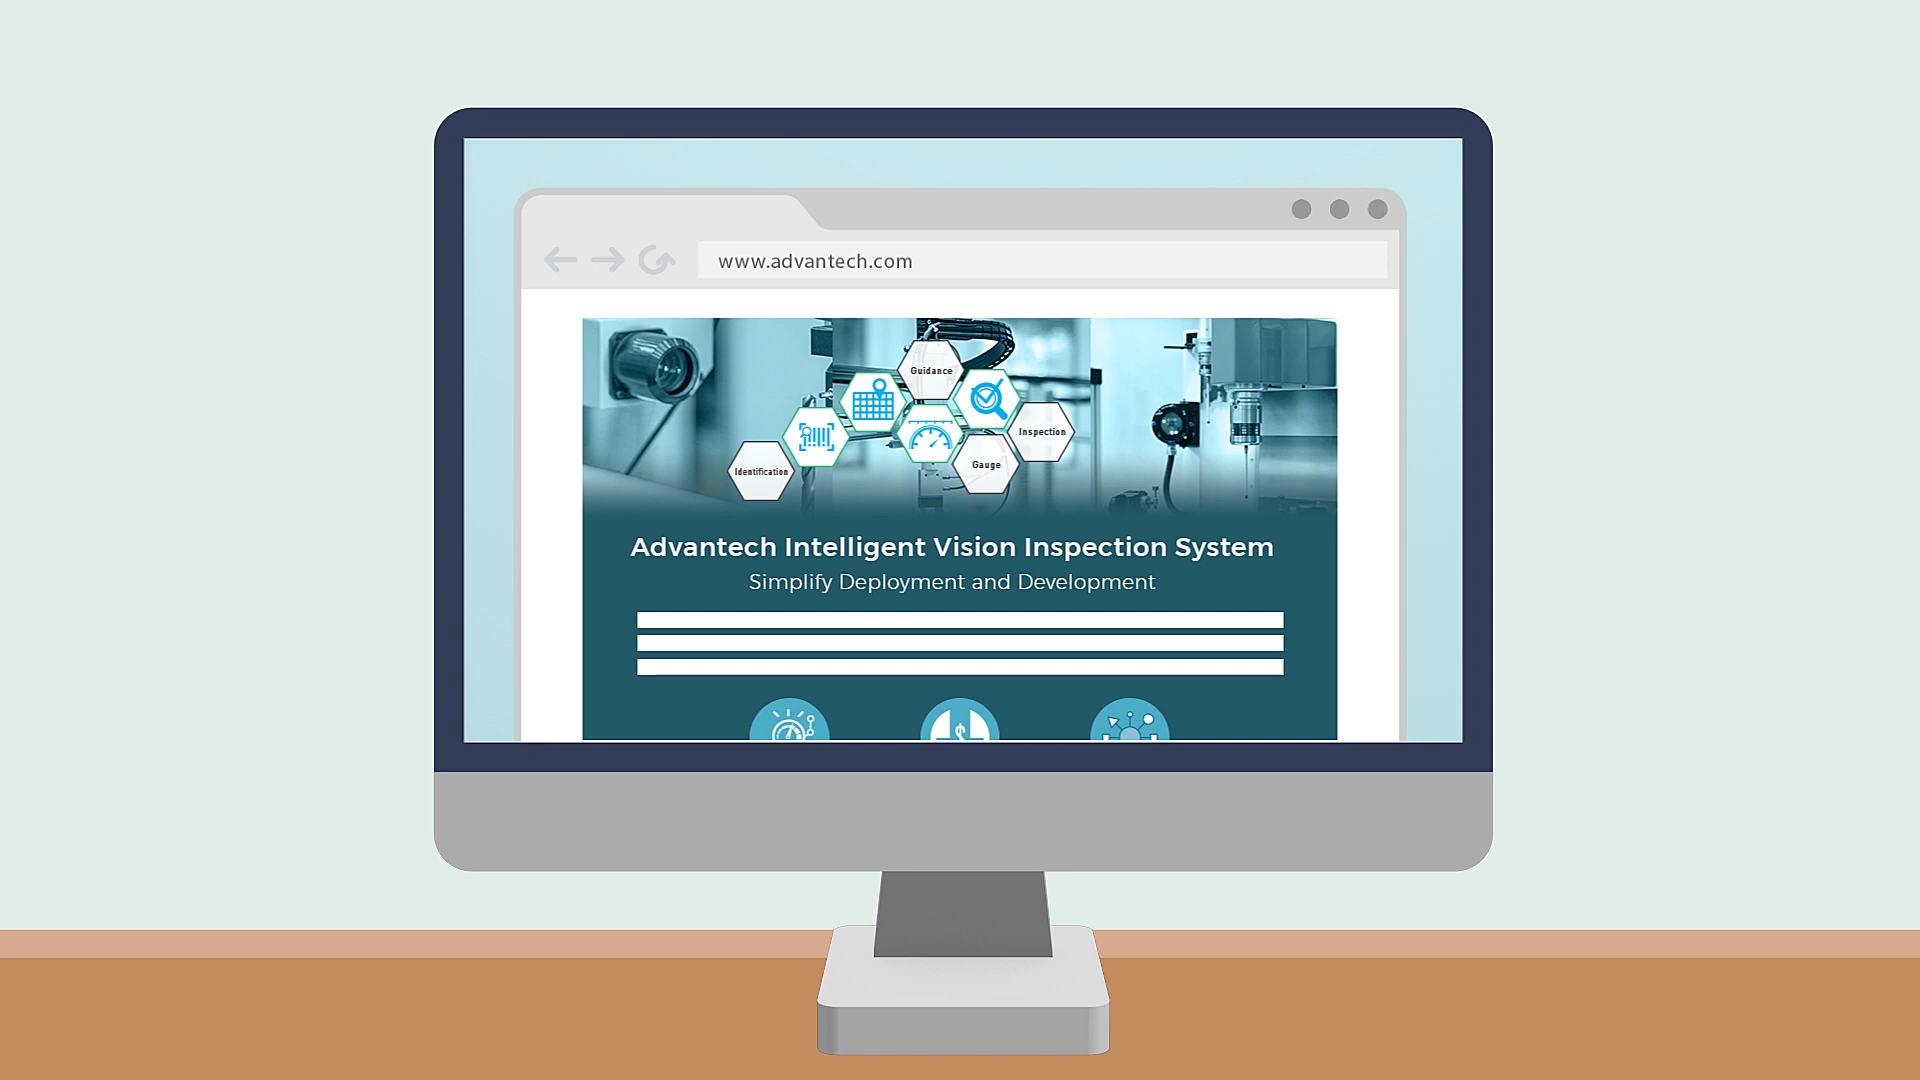 www.advantech.com
Guidance
Inspection
Gauge
Identification
Advantech Intelligent Vision Inspection System
Simplify Deployment and Development
$